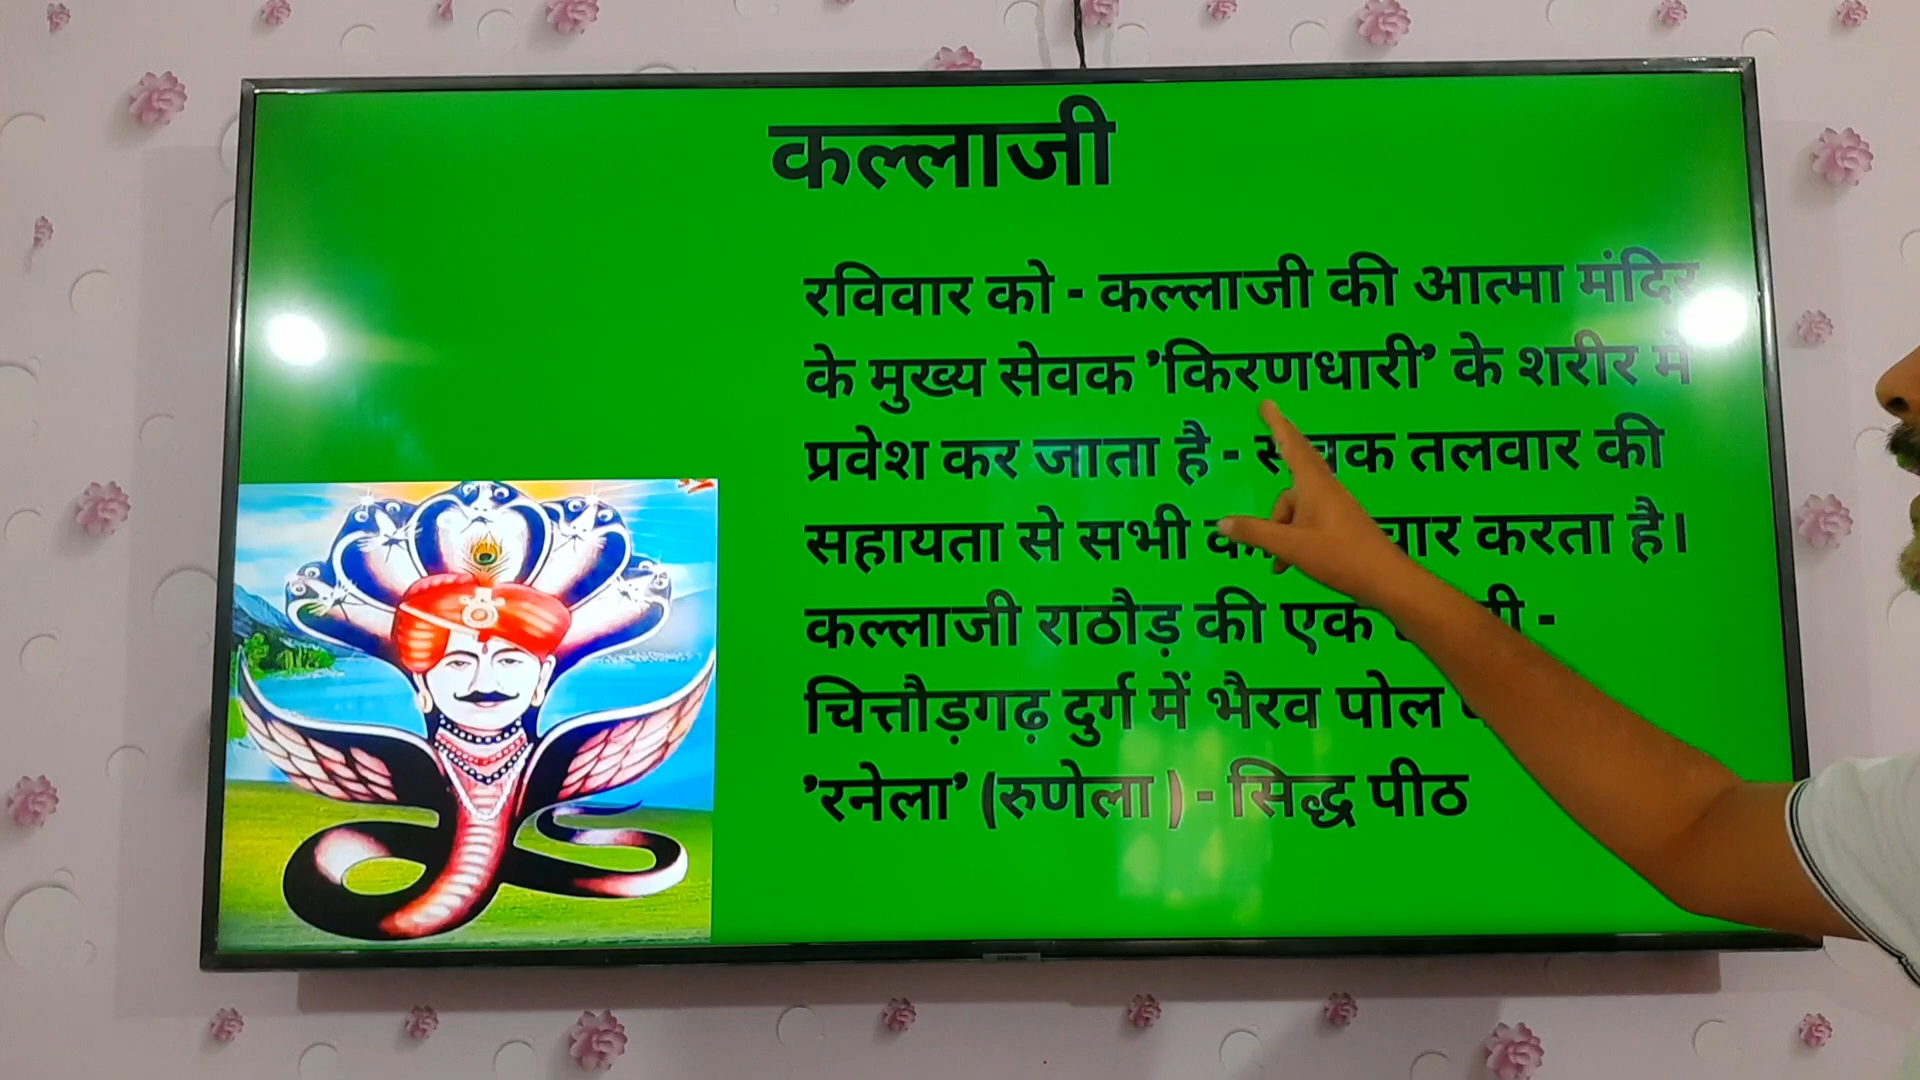 कल्लाजी
रविवार को - कल्लाजी की आत्मा मंदिर
के मुख्य सेवक 'किरणधारी' के शरीर में
प्रवेश कर जाता है - सेवक तलवार की
सहायता से सभी का करता है।
कल्लाजी राठौड़ की एक -
चित्तौड़गढ़ दुर्ग में भैरव पोल
'रनेला' (रुणेला) - सिद्ध पीठ